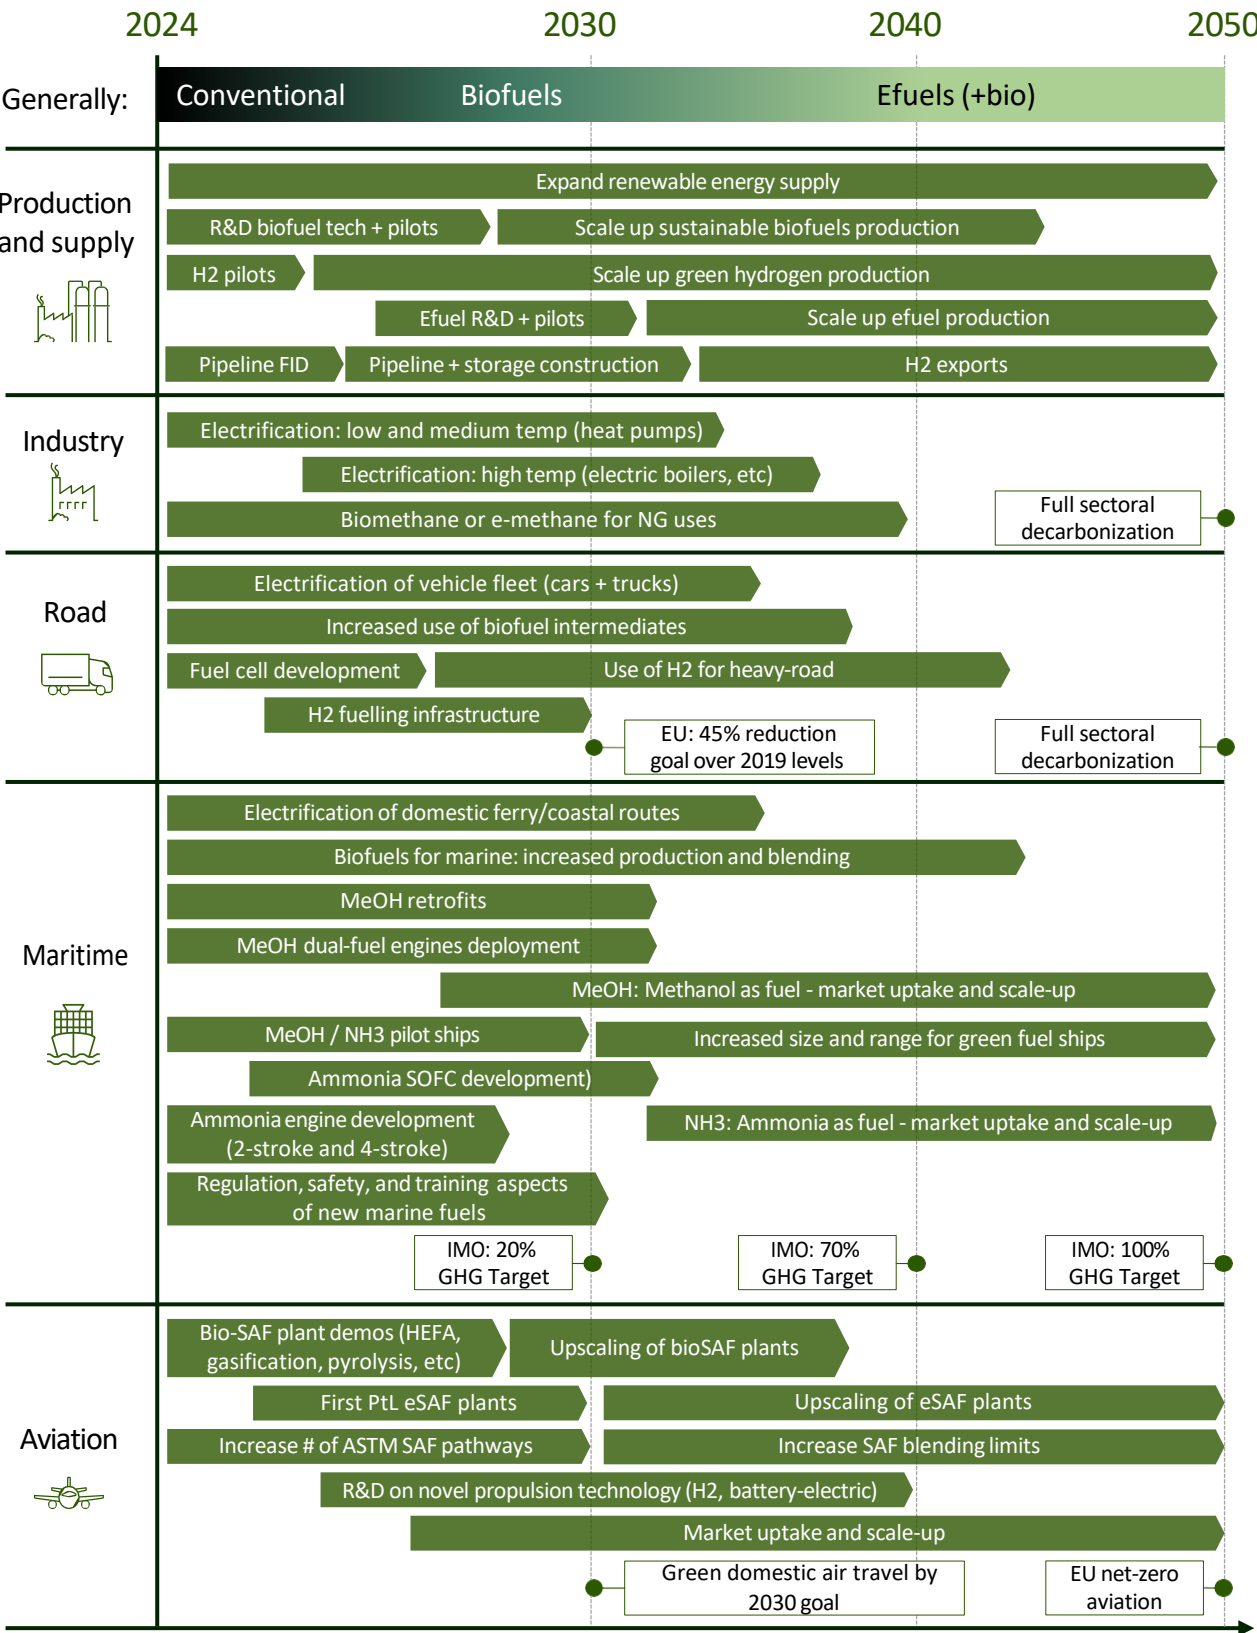 2024 2030 2040 2050
Generally: Conventional Biofuels Efuels (+bio)
Production
and supply
Expand renewable energy supply
R&D biofuel tech + pilots Scale up sustainable biofuels production
H2 pilots Scale up green hydrogen production
Efuel R&D + pilots Scale up efuel production
Pipeline FID Pipeline + storage construction H2 exports
Industry
Electrification: low and medium temp (heat pumps)
Electrification: high temp (electric boilers, etc)
Biomethane or e-methane for NG uses
Full sectoral
decarbonization
Road
Electrification of vehicle fleet (cars + trucks)
Increased use of biofuel intermediates
Fuel cell development Use of H2 for heavy-road
H2 fuelling infrastructure
EU: 45% reduction
goal over 2019 levels
Full sectoral
decarbonization
Maritime
Electrification of domestic ferry/coastal routes
Biofuels for marine: increased production and blending
MeOH retrofits
MeOH dual-fuel engines deployment
MeOH: Methanol as fuel - market uptake and scale-up
MeOH / NH3 pilot ships Increased size and range for green fuel ships
Ammonia SOFC development)
Ammonia engine development
(2-stroke and 4-stroke)
NH3: Ammonia as fuel - market uptake and scale-up
Regulation, safety, and training aspects
of new marine fuels
IMO: 20%
GHG Target
IMO: 70%
GHG Target
IMO: 100%
GHG Target
Aviation
Bio-SAF plant demos (HEFA,
gasification, pyrolysis, etc)
Upscaling of bioSAF plants
First PtL eSAF plants Upscaling of eSAF plants
Increase # of ASTM SAF pathways Increase SAF blending limits
R&D on novel propulsion technology (H2, battery-electric)
Market uptake and scale-up
Green domestic air travel by
2030 goal
EU net-zero
aviation